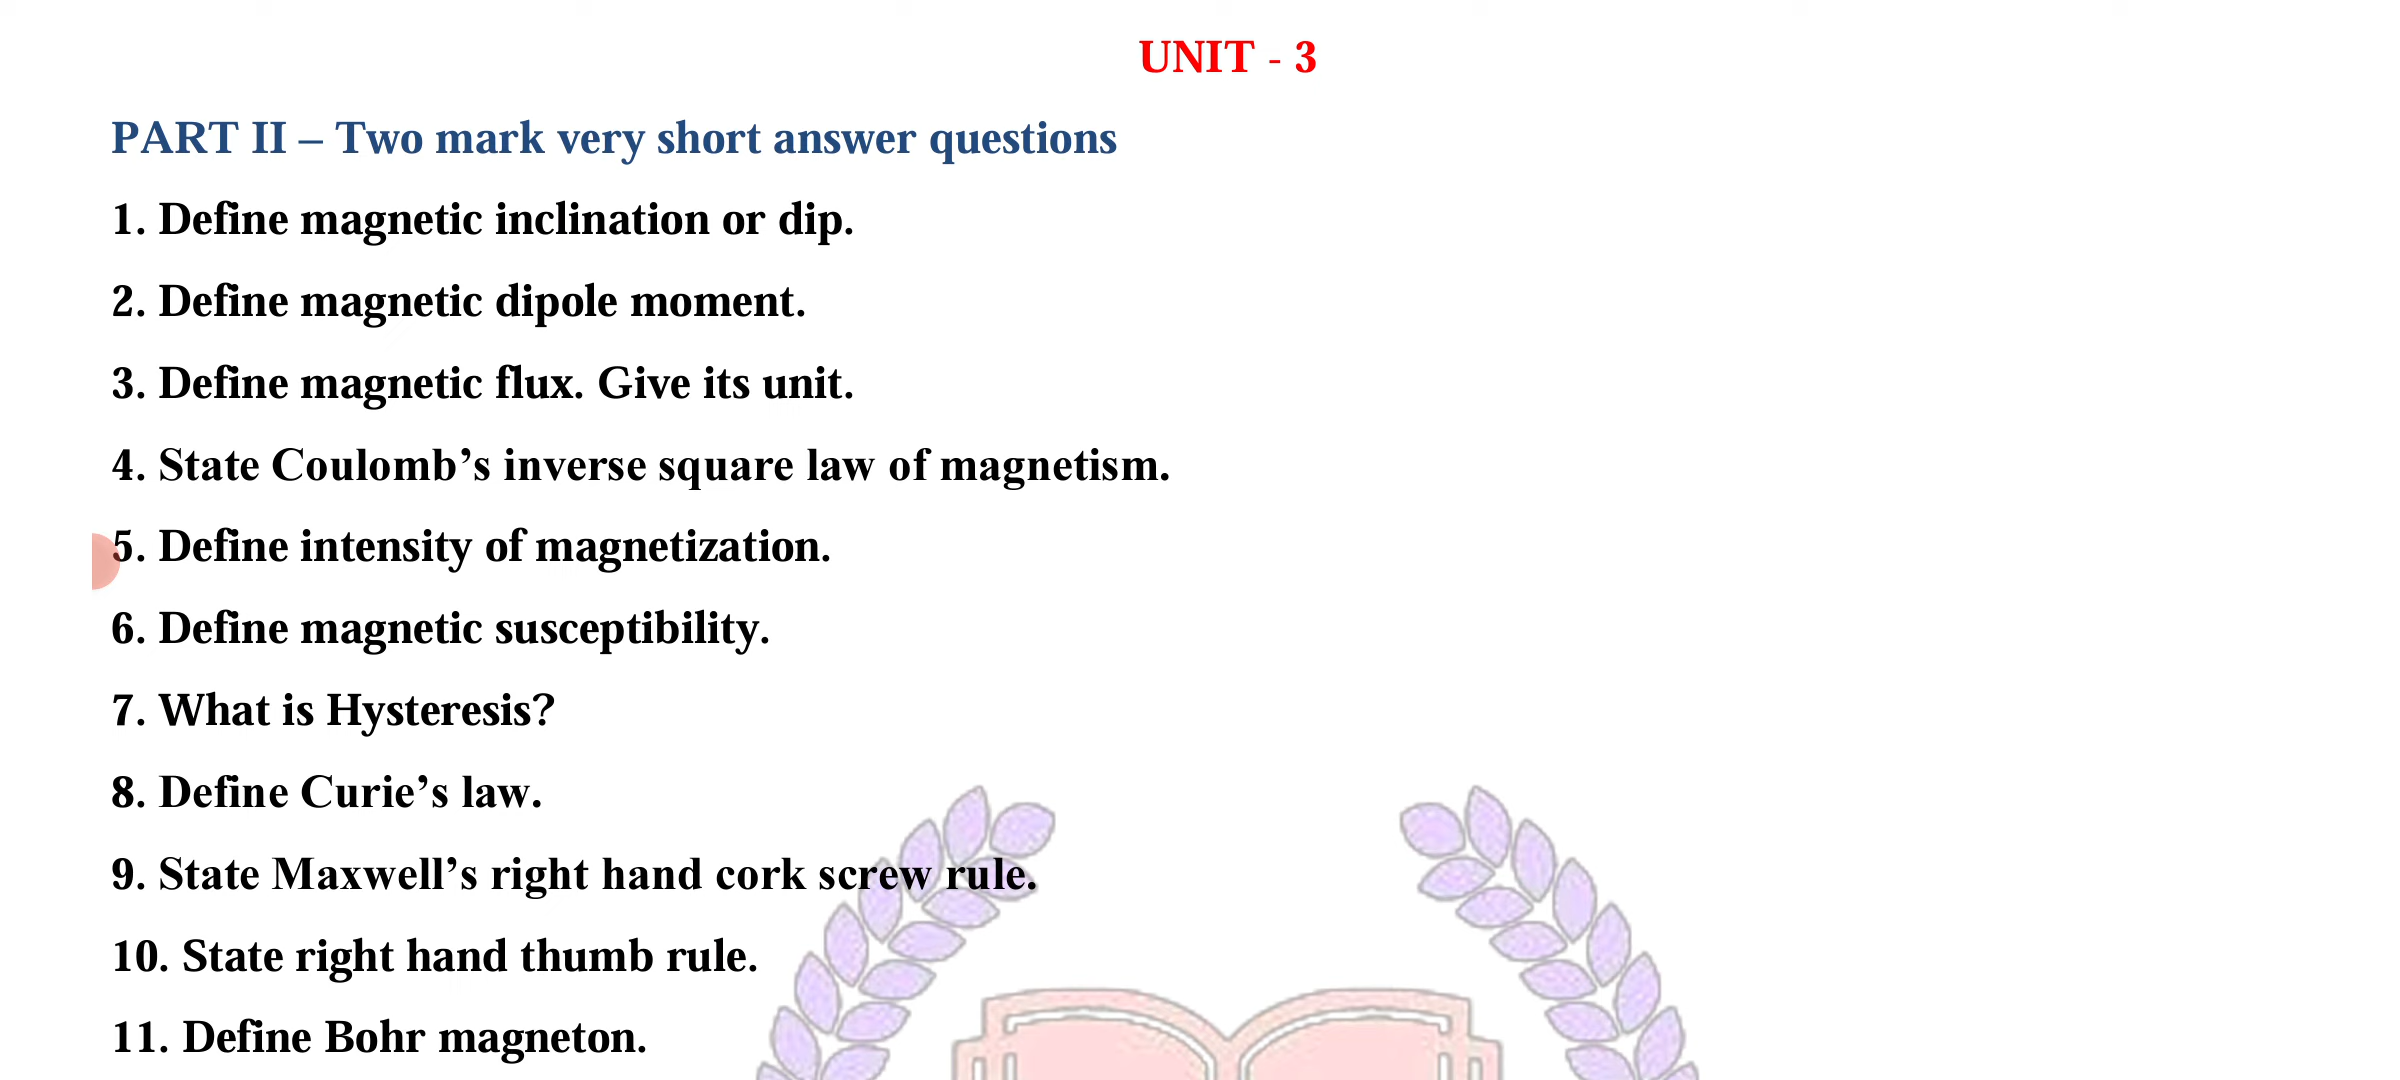 UNIT - 3
PART II – Two mark very short answer questions
1. Define magnetic inclination or dip.
2. Define magnetic dipole moment.
3. Define magnetic flux. Give its unit.
4. State Coulomb’s inverse square law of magnetism.
5. Define intensity of magnetization.
6. Define magnetic susceptibility.
7. What is Hysteresis?
8. Define Curie’s law.
9. State Maxwell’s right hand cork screw rule.
10. State right hand thumb rule.
11. Define Bohr magneton.